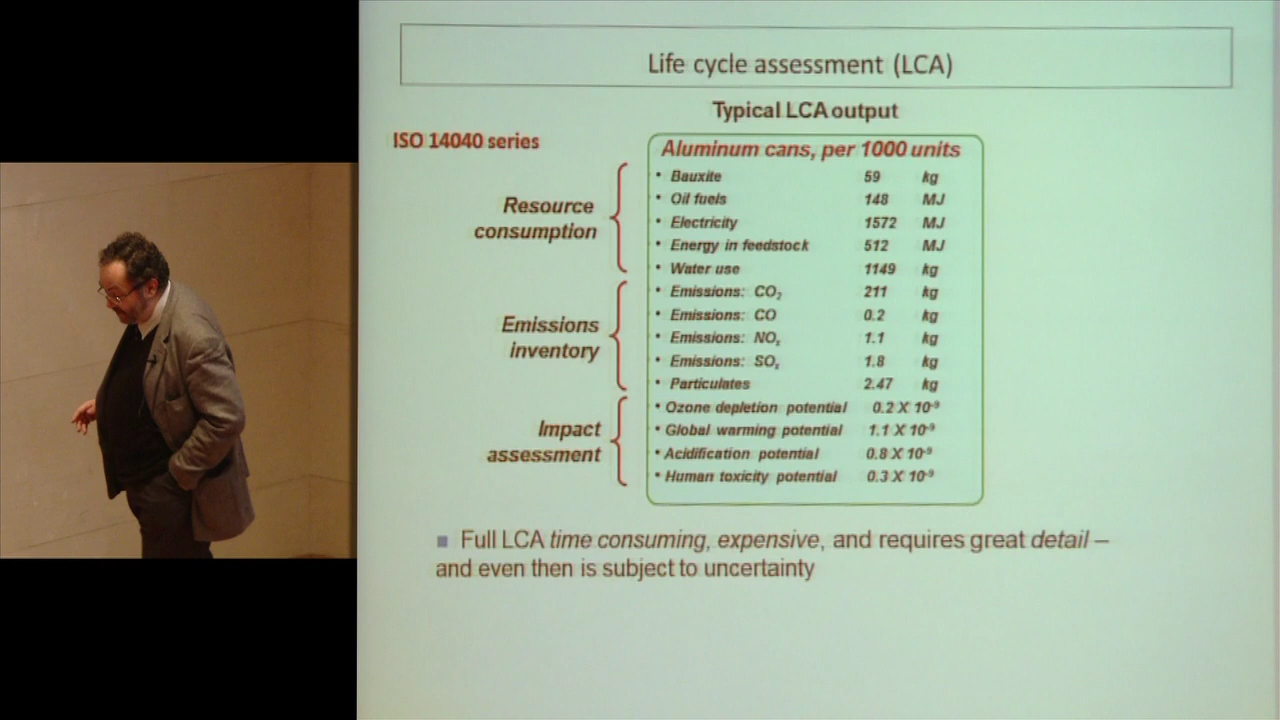 Life cycle assessment (LCA)
Typical LCA output
ISO 14040 series
Aluminum cans, per 1000 units
Resource consumption
• Bauxite 59 kg
• Oil fuels 148 MJ
• Electricity 1572 MJ
• Energy in feedstock 512 MJ
• Water use 1149 kg
Emissions inventory
• Emissions: CO₂ 211 kg
• Emissions: CO 0.2 kg
• Emissions: NOₓ 1.1 kg
• Emissions: SOₓ 1.8 kg
• Particulates 2.47 kg
Impact assessment
• Ozone depletion potential 0.2 X 10⁻⁹
• Global warming potential 1.1 X 10⁻⁹
• Acidification potential 0.8 X 10⁻⁹
• Human toxicity potential 0.3 X 10⁻⁹
■ Full LCA time consuming, expensive, and requires great detail –
and even then is subject to uncertainty